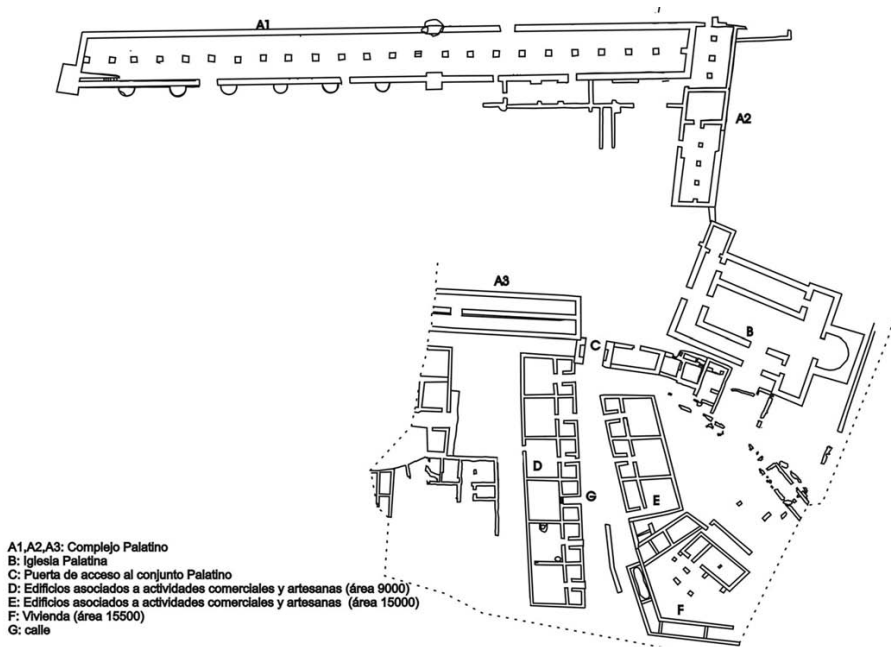 A1
A2
A3
B
C
D
G
E
F
A1,A2,A3: Complejo Palatino
B: Iglesia Palatina
C: Puerta de acceso al conjunto Palatino
D: Edificios asociados a actividades comerciales y artesanas (área 9000)
E: Edificios asociados a actividades comerciales y artesanas (área 15000)
F: Vivienda (área 15500)
G: calle